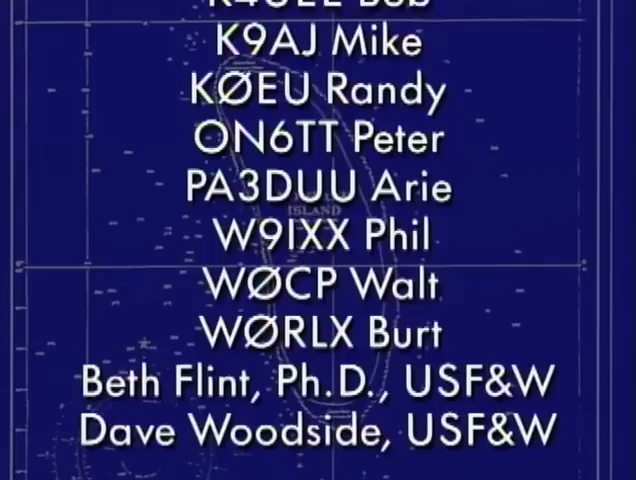 K9AJ Mike
KØEU Randy
ON6TT Peter
PA3DUU Arie
ISLAND
W9IXX Phil
WØCP Walt
WØRLX Burt
Beth Flint, Ph.D., USF&W
Dave Woodside, USF&W